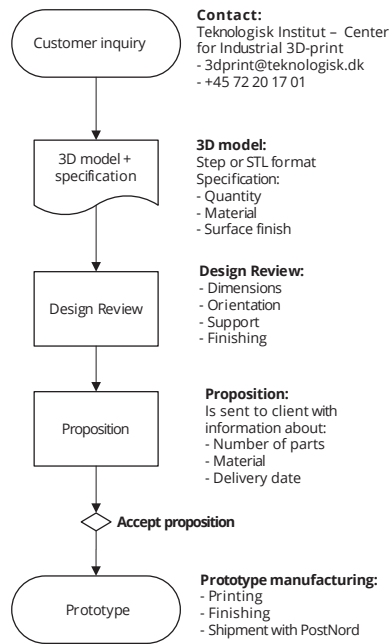 Contact:
Customer inquiry
Teknologisk Institut – Center
for Industrial 3D-print
- 3dprint@teknologisk.dk
- +45 72 20 17 01
3D model +
specification
3D model:
Step or STL format
Specification:
- Quantity
- Material
- Surface finish
Design Review
Design Review:
- Dimensions
- Orientation
- Support
- Finishing
Proposition
Proposition:
Is sent to client with
information about:
- Number of parts
- Material
- Delivery date
Accept proposition
Prototype
Prototype manufacturing:
- Printing
- Finishing
- Shipment with PostNord